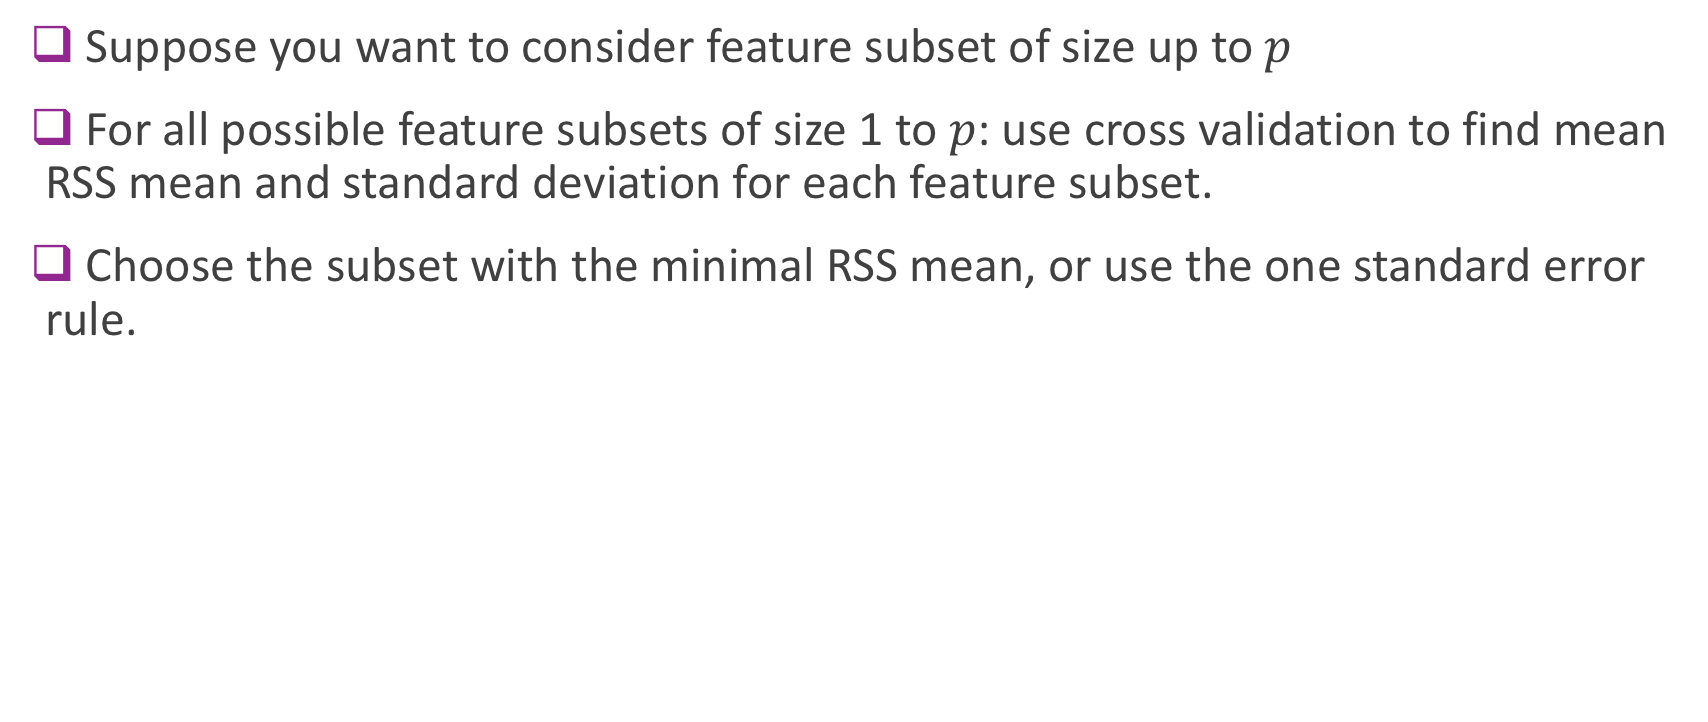 ❑ Suppose you want to consider feature subset of size up to p
❑ For all possible feature subsets of size 1 to p: use cross validation to find mean
RSS mean and standard deviation for each feature subset.
❑ Choose the subset with the minimal RSS mean, or use the one standard error
rule.